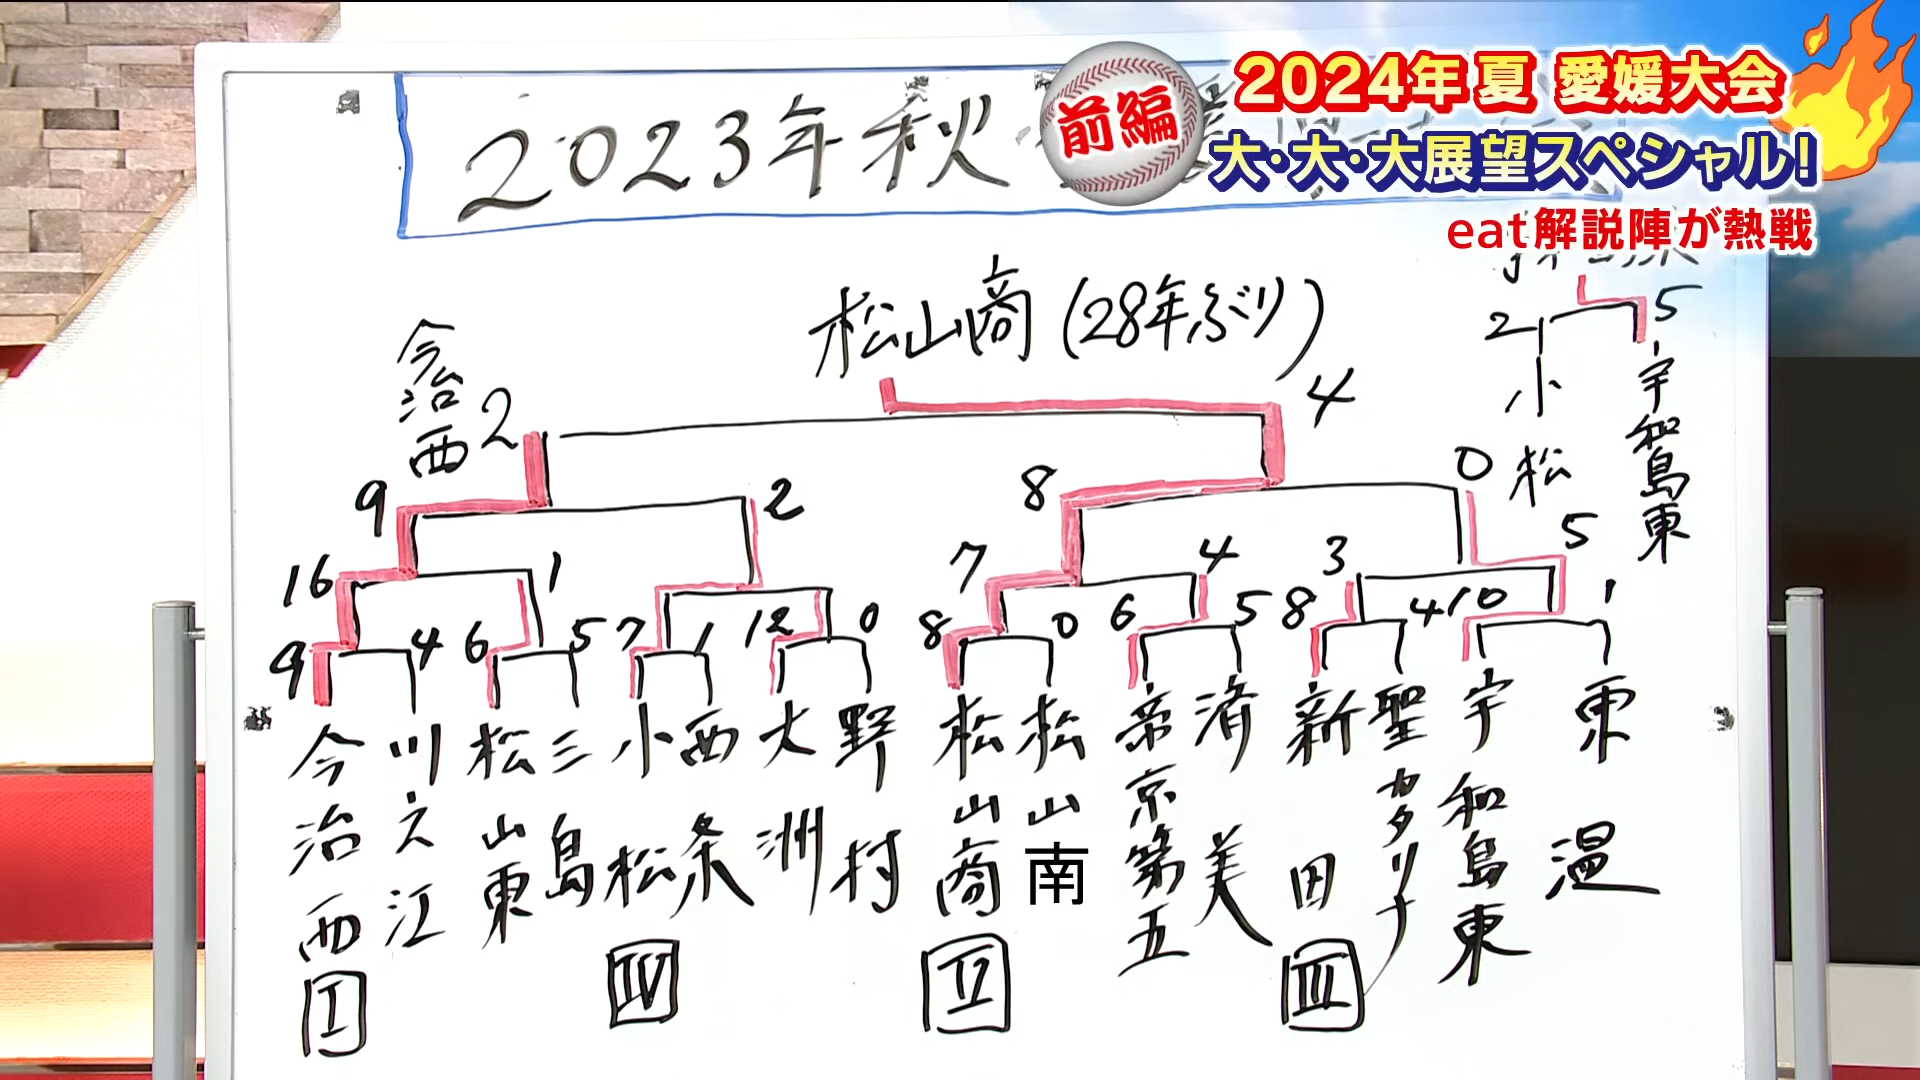 前編
2024年 夏 愛媛大会
大・大・大展望スペシャル!
eat解説陣が熱戦
2023年秋
松山商(28年ぶり)
今治西
2
4
9
2
8
0
16
1
7
4
3
5
9
4
6
5
7
1
12
0
8
0
6
5
8
4
10
1
2
5
小松
宇和島東
今治西
川之江
松山東
三島
小松
西条
大洲
野村
松山商
松山南
帝京第五
済美
新田
聖カタリナ
宇和島東
東温
I
IV
II
III